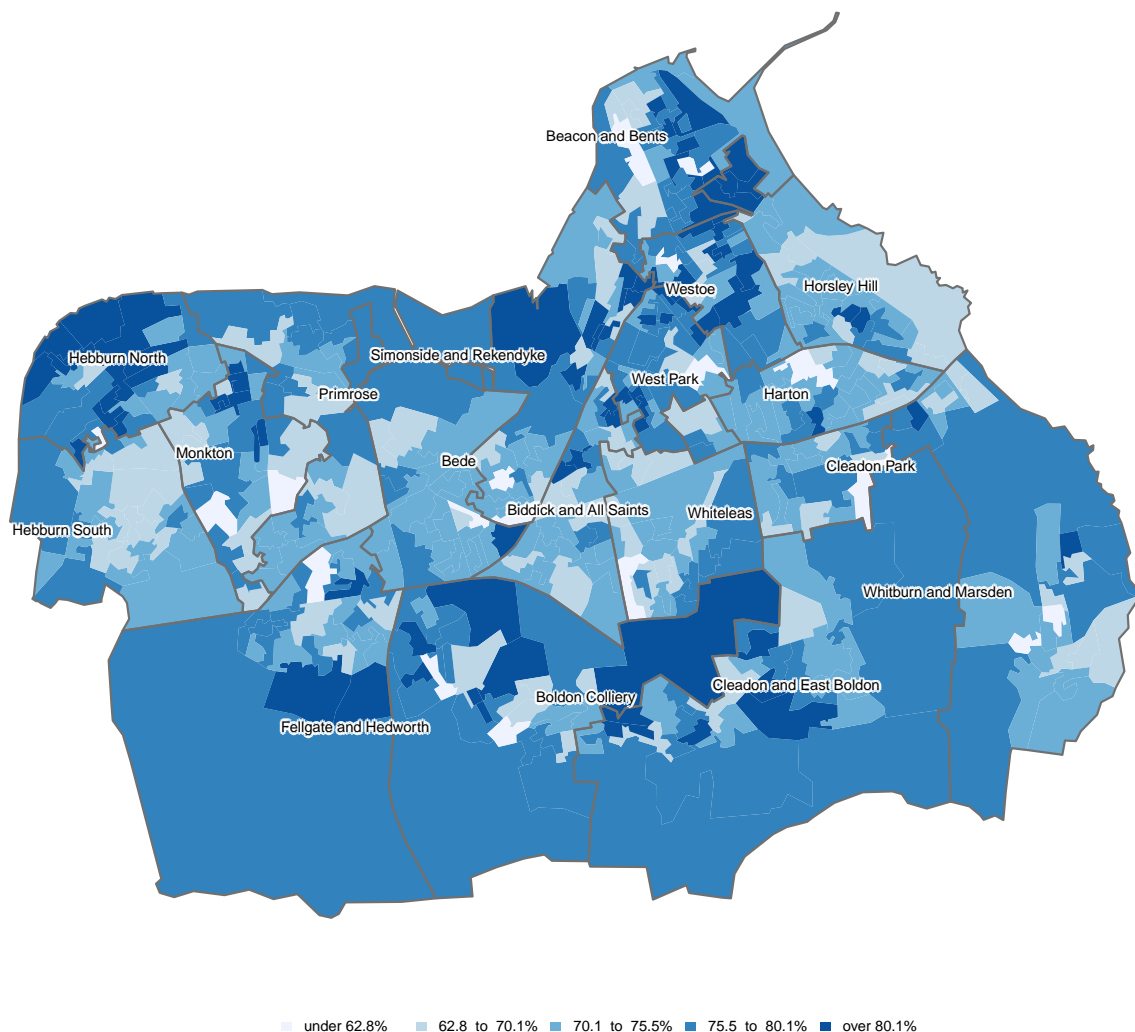 Beacon and Bents
Westoe
Horsley Hill
Hebburn North
Simonside and Rekendyke
West Park
Primrose
Harton
Monkton
Bede
Cleadon Park
Biddick and All Saints
Whiteleas
Hebburn South
Whitburn and Marsden
Cleadon and East Boldon
Boldon Colliery
Fellgate and Hedworth
under 62.8% 62.8 to 70.1% 70.1 to 75.5% 75.5 to 80.1% over 80.1%